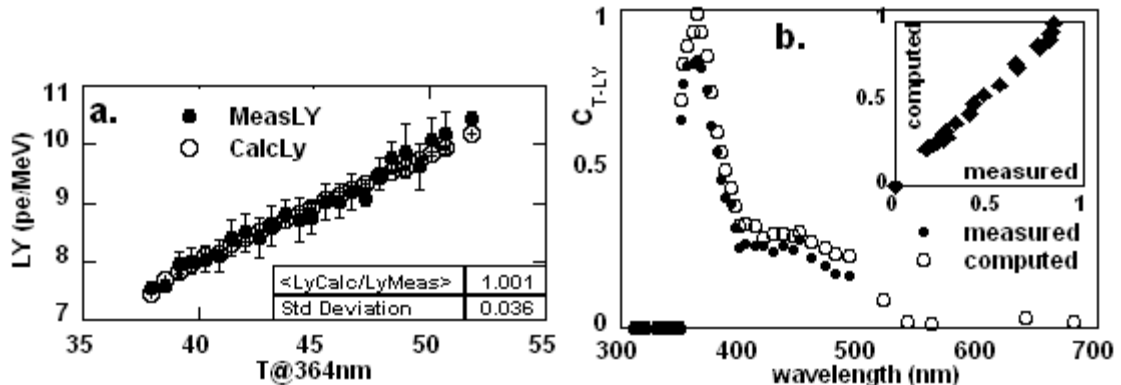 a.
MeasLY
CalcLy
11
10
9
8
7
LY (pe/MeV)
<LyCalc/LyMeas> 1.001
Std Deviation 0.036
35 40 45 50 55
T@364nm
b.
1
0.5
0
C T-LY
computed
1
0.5
0
measured
0 0.5 1
measured
computed
300 400 500 600 700
wavelength (nm)